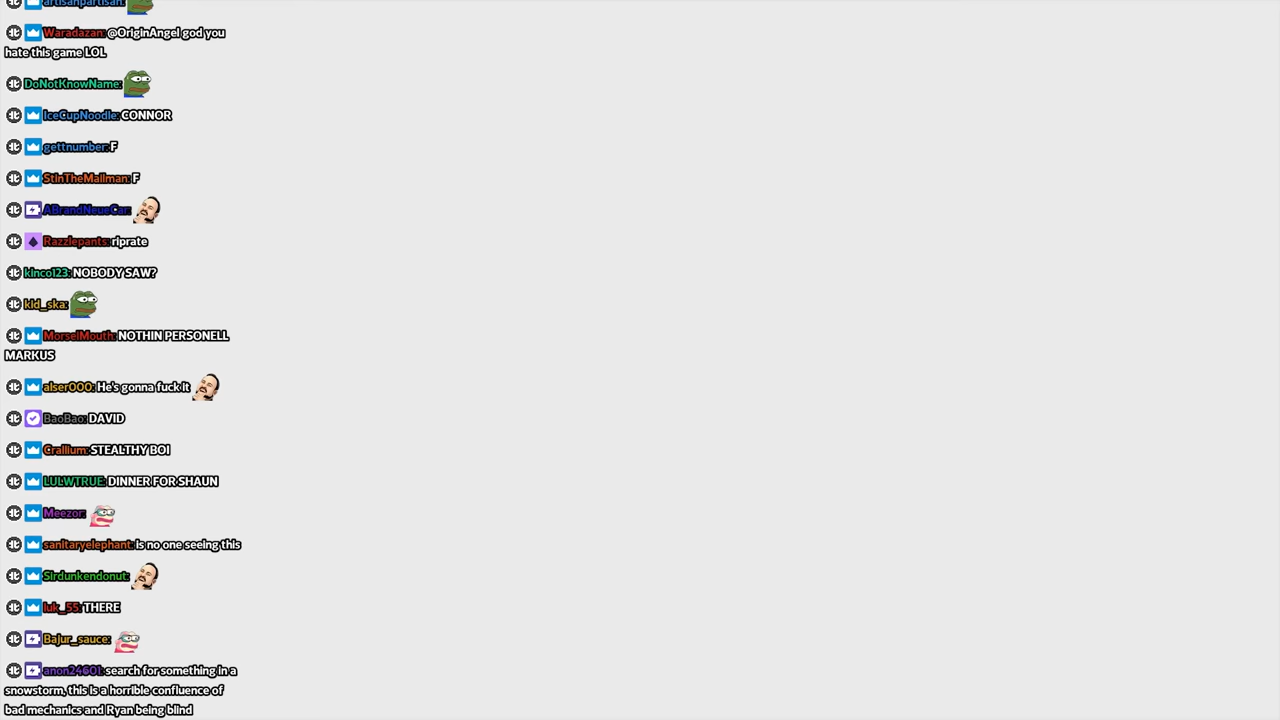 artisanpartisan:
Waradazan: @OriginAngel god you
hate this game LOL
DoNotKnowName:
IceCupNoodle: CONNOR
gettnumber: F
StinTheMailman: F
ABrandNeueCar:
Razzlepants: riprate
kinco123: NOBODY SAW?
kid_ska:
MorselMouth: NOTHIN PERSONELL
MARKUS
alser000: He's gonna fuck it
BaoBao: DAVID
Crallium: STEALTHY BOI
LULWTRUE: DINNER FOR SHAUN
Meezor:
sanitaryelephant: is no one seeing this
Sirdunkendonut:
luk_55: THERE
Bajur_sauce:
anon24601: search for something in a
snowstorm, this is a horrible confluence of
bad mechanics and Ryan being blind